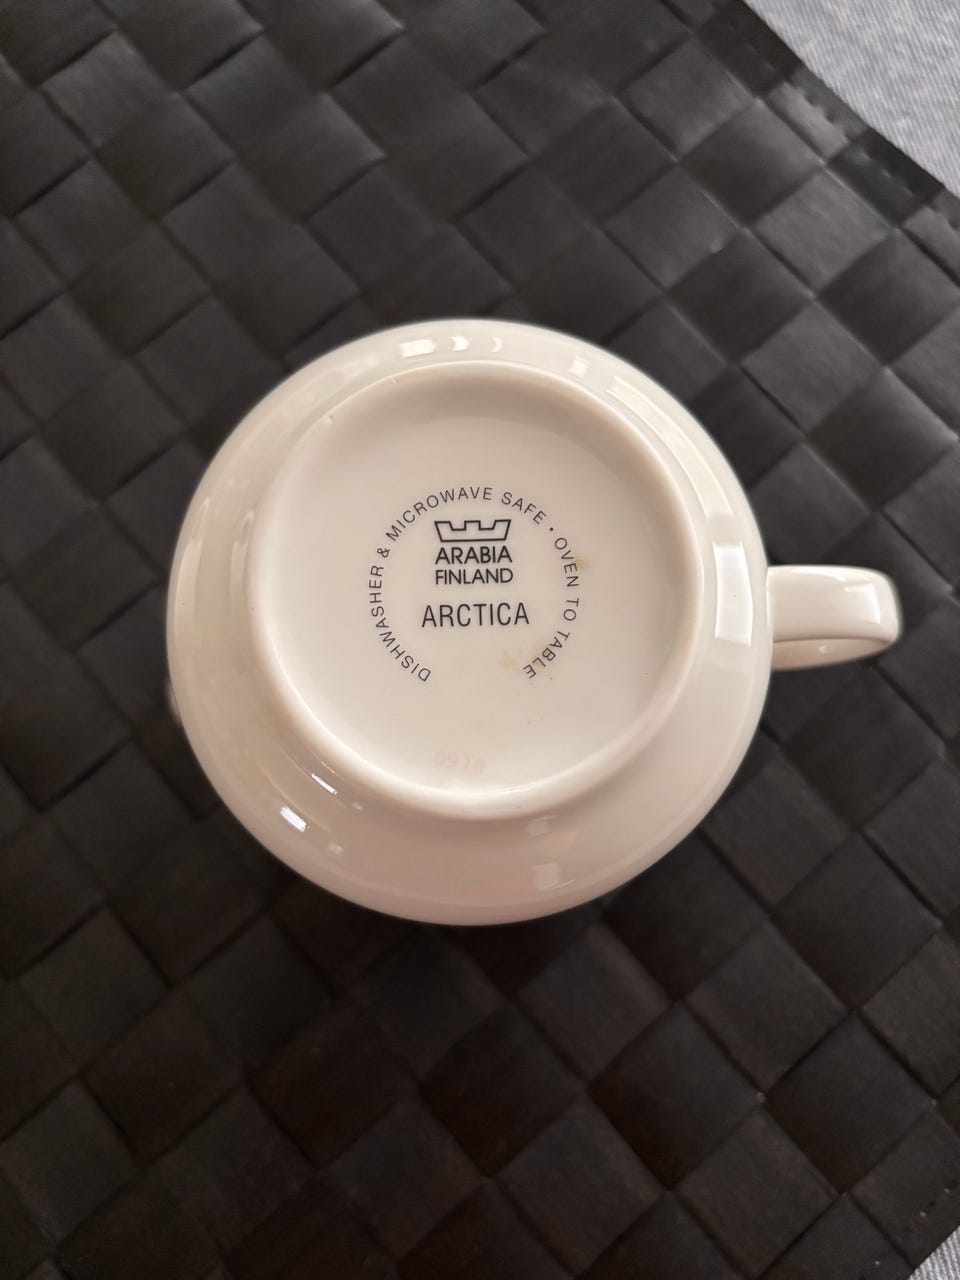 DISHWASHER & MICROWAVE SAFE · OVEN TO TABLE
ARABIA
FINLAND
ARCTICA